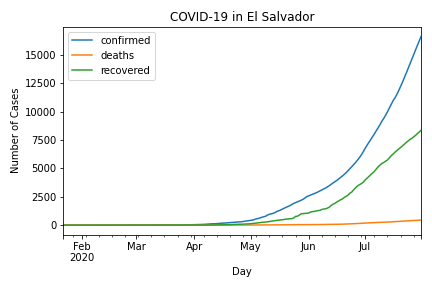 COVID-19 in El Salvador
confirmed
deaths
recovered
Number of Cases
15000
12500
10000
7500
5000
2500
0
Feb
2020
Mar
Apr
May
Jun
Jul
Day